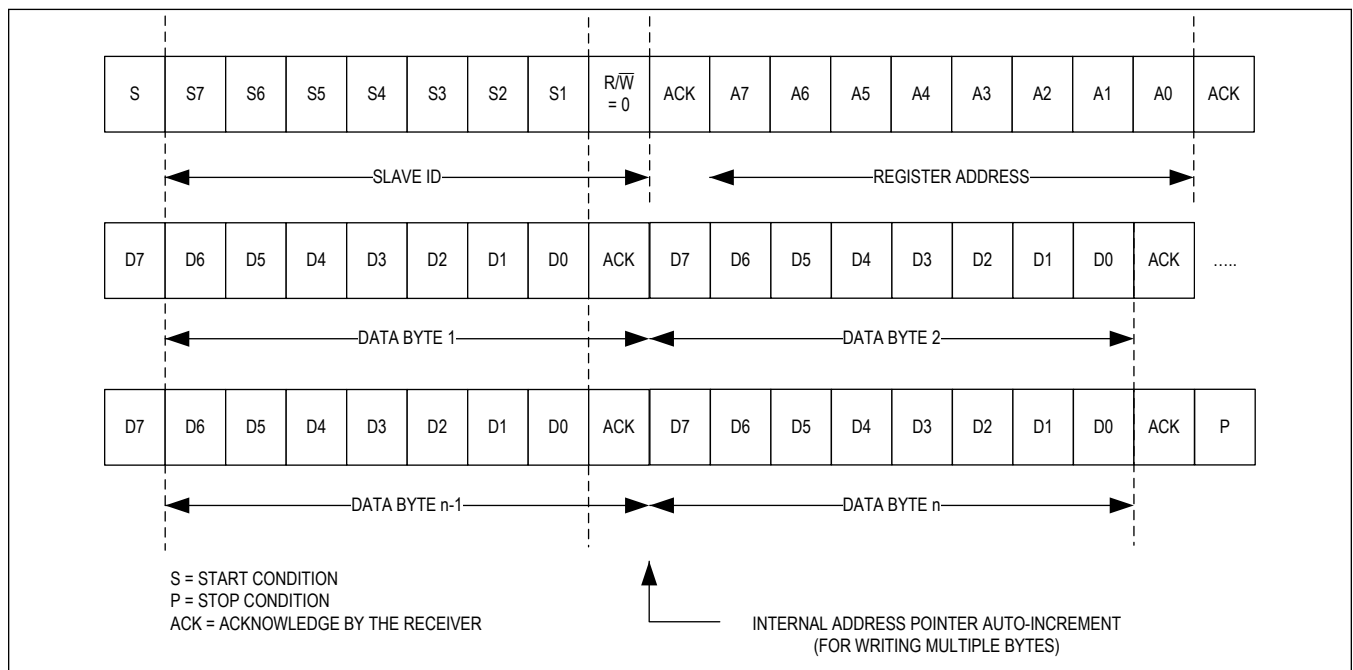 S S7 S6 S5 S4 S3 S2 S1 R/W̅ = 0 ACK A7 A6 A5 A4 A3 A2 A1 A0 ACK
SLAVE ID REGISTER ADDRESS
D7 D6 D5 D4 D3 D2 D1 D0 ACK D7 D6 D5 D4 D3 D2 D1 D0 ACK .....
DATA BYTE 1 DATA BYTE 2
D7 D6 D5 D4 D3 D2 D1 D0 ACK D7 D6 D5 D4 D3 D2 D1 D0 ACK P
DATA BYTE n-1 DATA BYTE n
S = START CONDITION
P = STOP CONDITION
ACK = ACKNOWLEDGE BY THE RECEIVER
INTERNAL ADDRESS POINTER AUTO-INCREMENT
(FOR WRITING MULTIPLE BYTES)